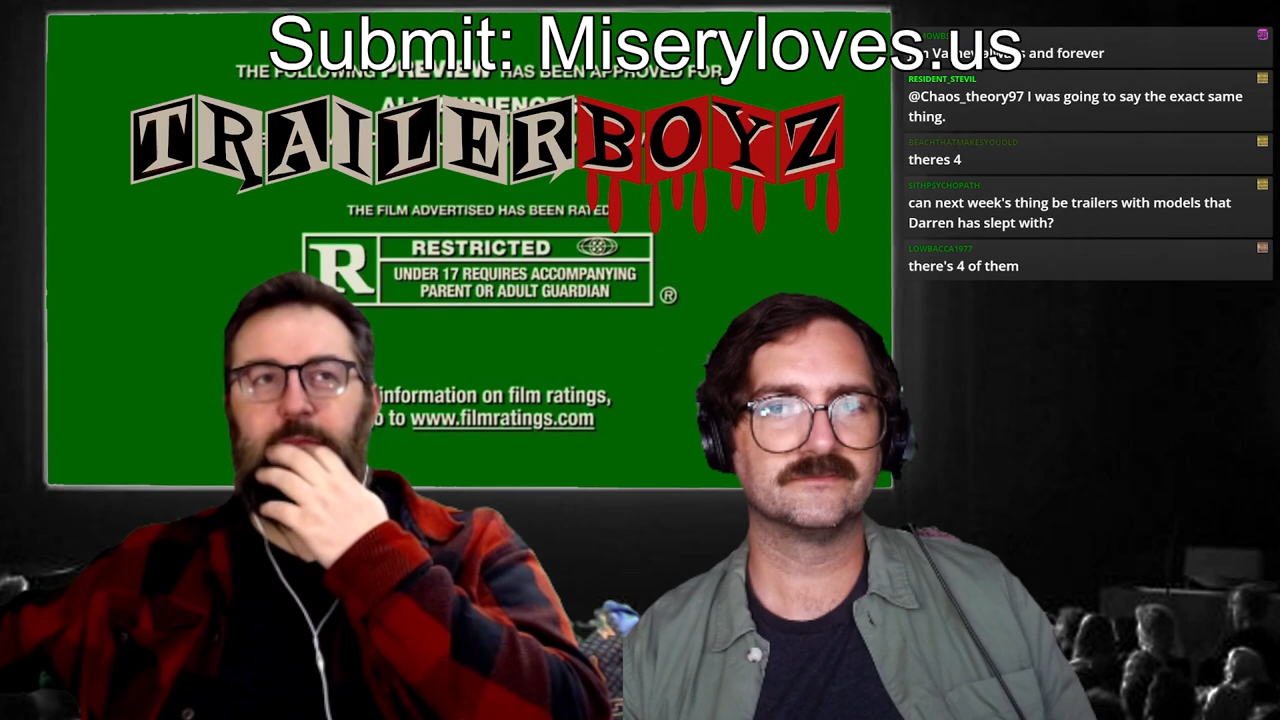 Submit: Miseryloves.us
THE FOLLOWING PREVIEW HAS BEEN APPROVED FOR
TRAILERBOYZ
THE FILM ADVERTISED HAS BEEN RATED
R RESTRICTED
UNDER 17 REQUIRES ACCOMPANYING
PARENT OR ADULT GUARDIAN
®
information on film ratings,
to www.filmratings.com
and forever
RESIDENT_STEVIL
@Chaos_theory97 I was going to say the exact same
thing.
BEACHTHATMAKESYOUOLD
theres 4
SITHPSYCHOPATH
can next week's thing be trailers with models that
Darren has slept with?
LOWBACCA1977
there's 4 of them